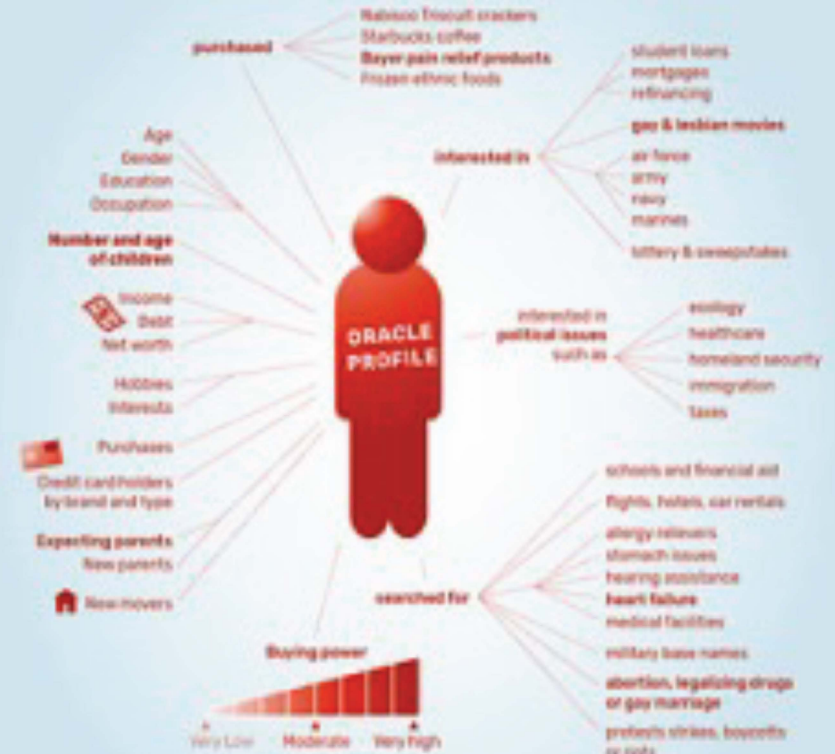 purchased
Nabisco Triscuit crackers
Starbucks coffee
Bayer pain relief products
Frozen ethnic foods
interested in
student loans
mortgages
refinancing
gay & lesbian movies
air force
army
navy
marines
lottery & sweepstakes
Age
Gender
Education
Occupation
Number and age
of children
Income
Debt
Net worth
Hobbies
Interests
Purchases
Credit card holders
by brand and type
Expecting parents
New parents
New movers
ORACLE
PROFILE
interested in
political issues
such as
ecology
healthcare
homeland security
immigration
taxes
searched for
schools and financial aid
flights, hotels, car rentals
allergy relievers
stomach issues
hearing assistance
heart failure
medical facilities
military base names
abortion, legalizing drugs
or gay marriage
protests strikes, boycotts
or riots
Buying power
Very Low
Moderate
Very high